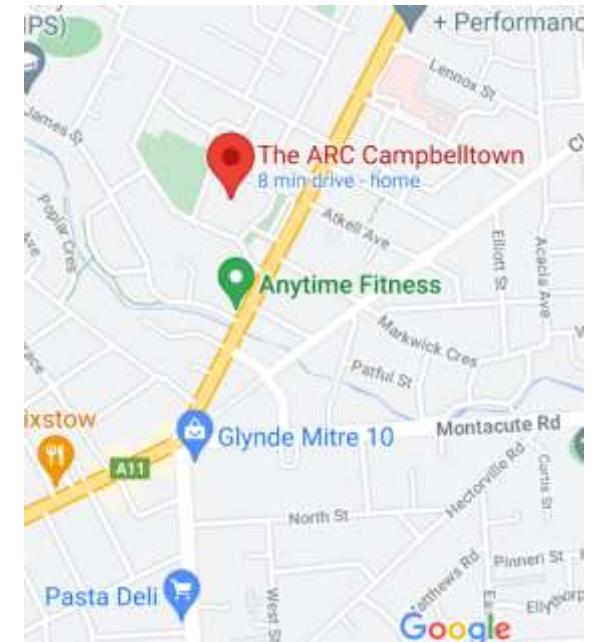 IPS)
+ Performanc
Lennox St
James St
The ARC Campbelltown
8 min drive - home
Poplar Cres
Atkell Ave
Elliott St
Acacia Ave
Anytime Fitness
Markwick Cres
Patful St
ixstow
Glynde Mitre 10
Montacute Rd
A11
Hectorville Rd
Curtis St
North St
Pinneri St
Pasta Deli
West St
Google